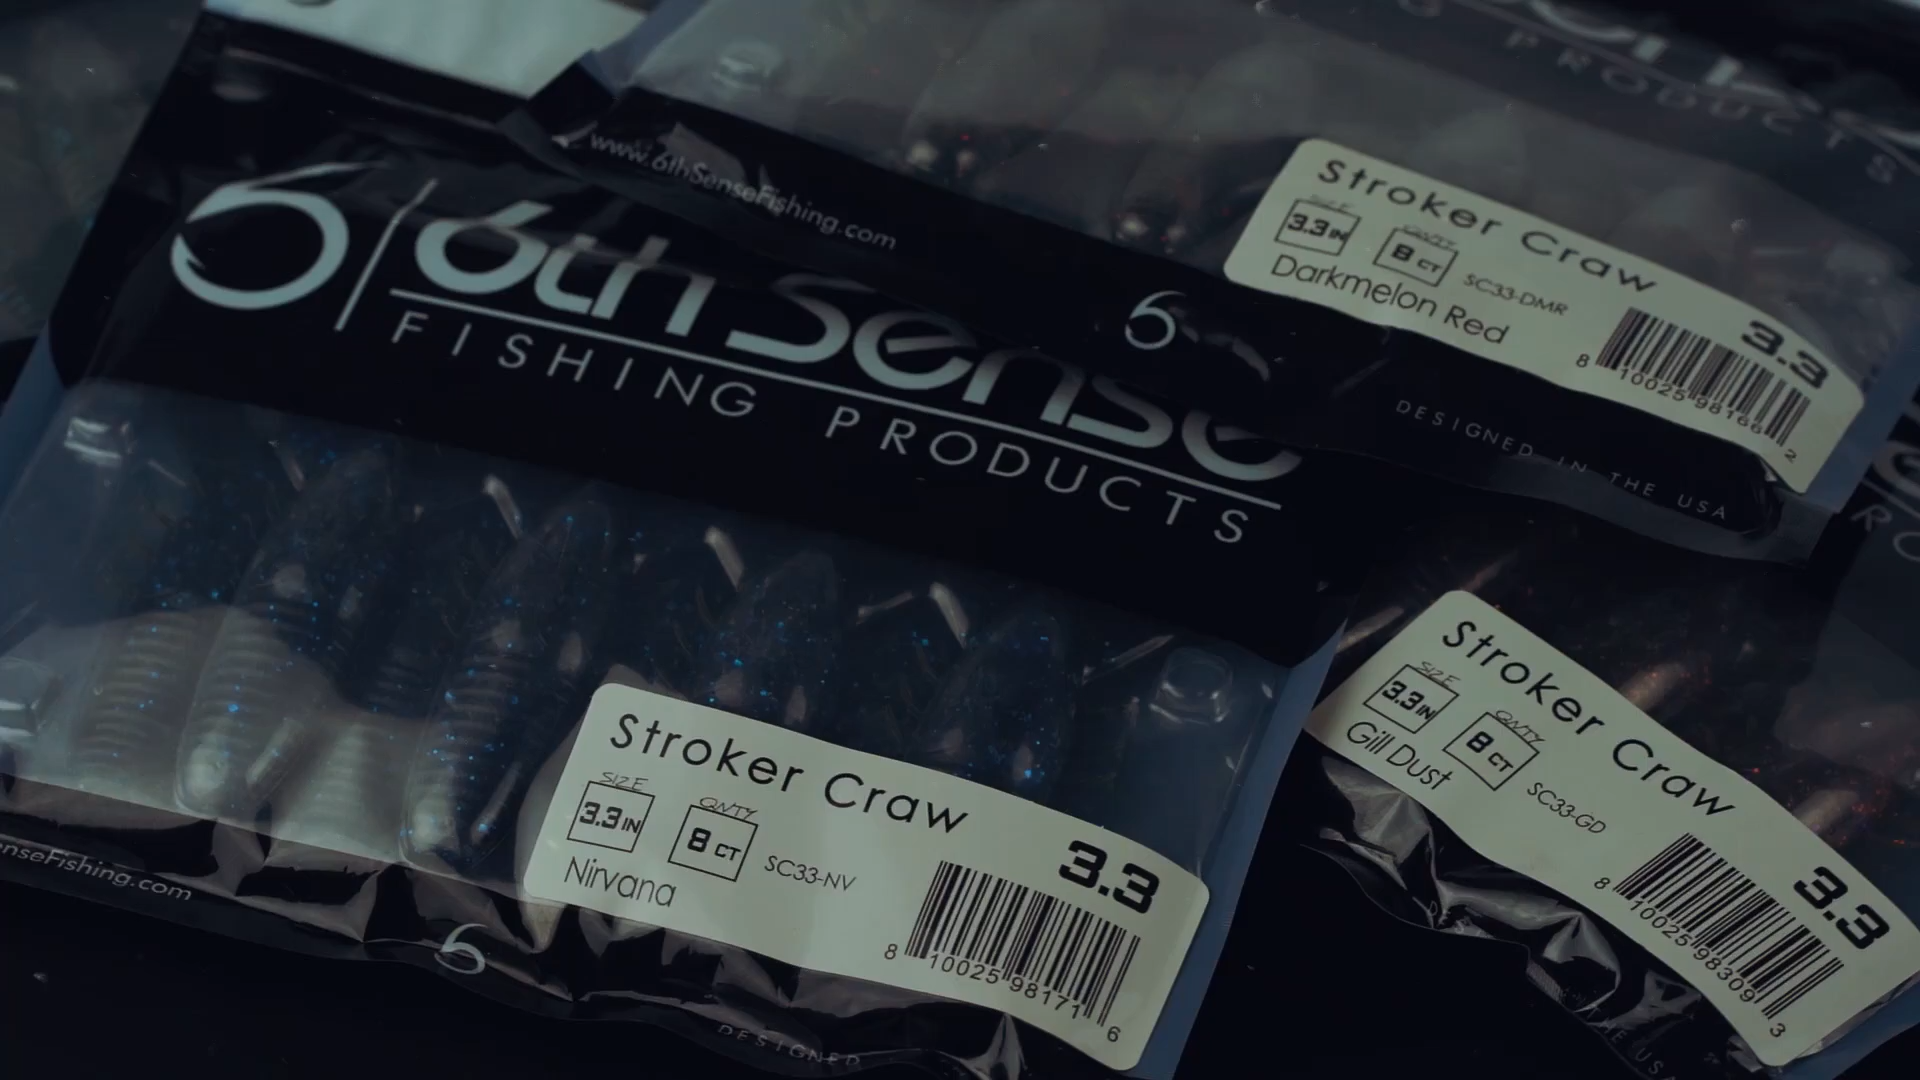 6th Sense
FISHING PRODUCTS
www.6thSenseFishing.com
6
PRODUCTS
Stroker Craw
SIZE
3.3 IN
QNTY
8 CT
SC33-DMR
Darkmelon Red
3.3
8 10025 98166 2
DESIGNED IN THE USA
Stroker Craw
SIZE
3.3 IN
QNTY
8 CT
SC33-NV
Nirvana
3.3
8 10025 98171 6
nseFishing.com
6
DESIGNED
Stroker Craw
SIZE
3.3 IN
QNTY
8 CT
SC33-GD
Gill Dust
3.3
8 10025 98309 3
THE USA